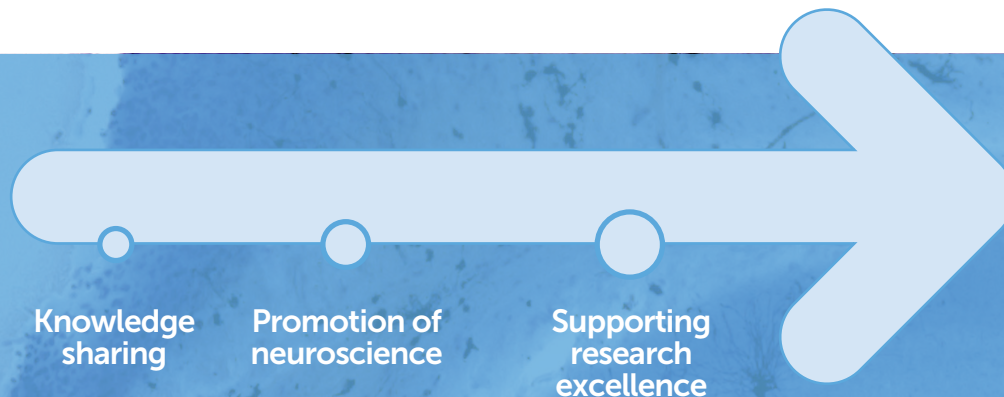 Knowledge
sharing
Promotion of
neuroscience
Supporting
research
excellence